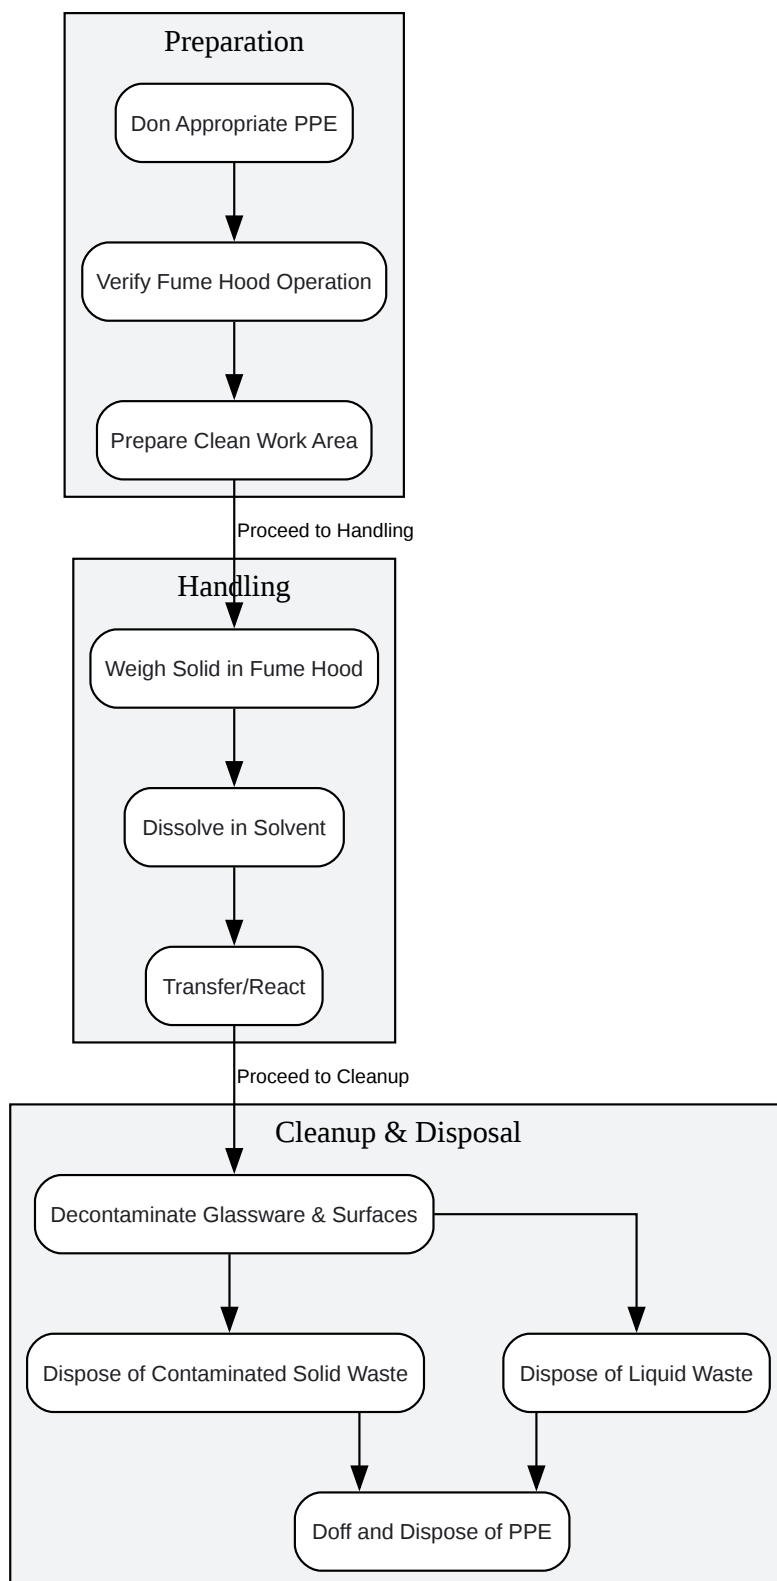 Preparation
Don Appropriate PPE
Verify Fume Hood Operation
Prepare Clean Work Area
Proceed to Handling
Handling
Weigh Solid in Fume Hood
Dissolve in Solvent
Transfer/React
Proceed to Cleanup
Cleanup & Disposal
Decontaminate Glassware & Surfaces
Dispose of Contaminated Solid Waste
Dispose of Liquid Waste
Doff and Dispose of PPE